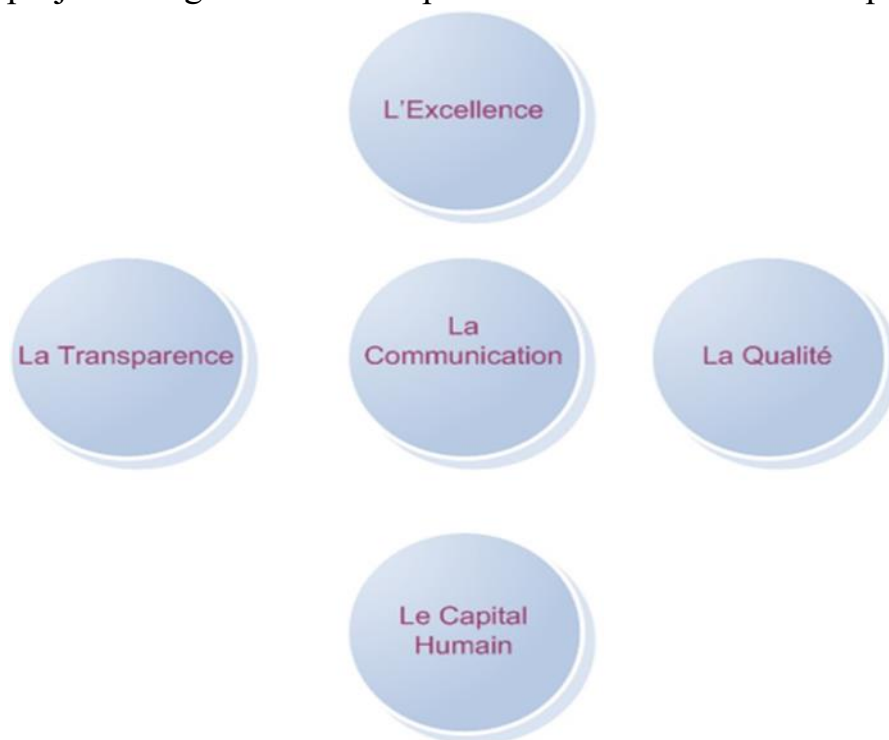 L'Excellence
La Transparence
La
Communication
La Qualité
Le Capital
Humain